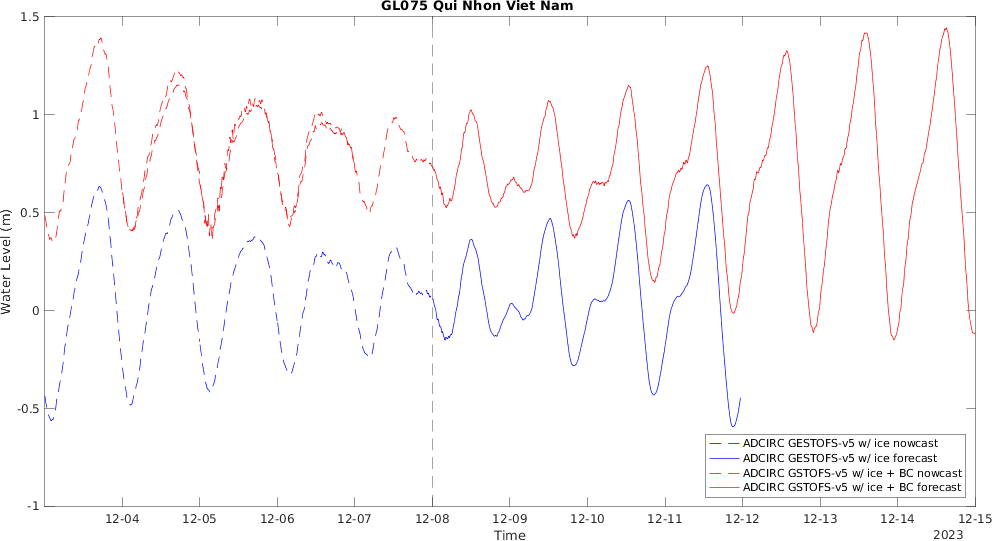 GL075 Qui Nhon Viet Nam
1.5
1
0.5
0
-0.5
-1
Water Level (m)
ADCIRC GESTOFS-v5 w/ ice nowcast
ADCIRC GESTOFS-v5 w/ ice forecast
ADCIRC GSTOFS-v5 w/ ice + BC nowcast
ADCIRC GSTOFS-v5 w/ ice + BC forecast
12-04 12-05 12-06 12-07 12-08 12-09 12-10 12-11 12-12 12-13 12-14 12-15
Time 2023